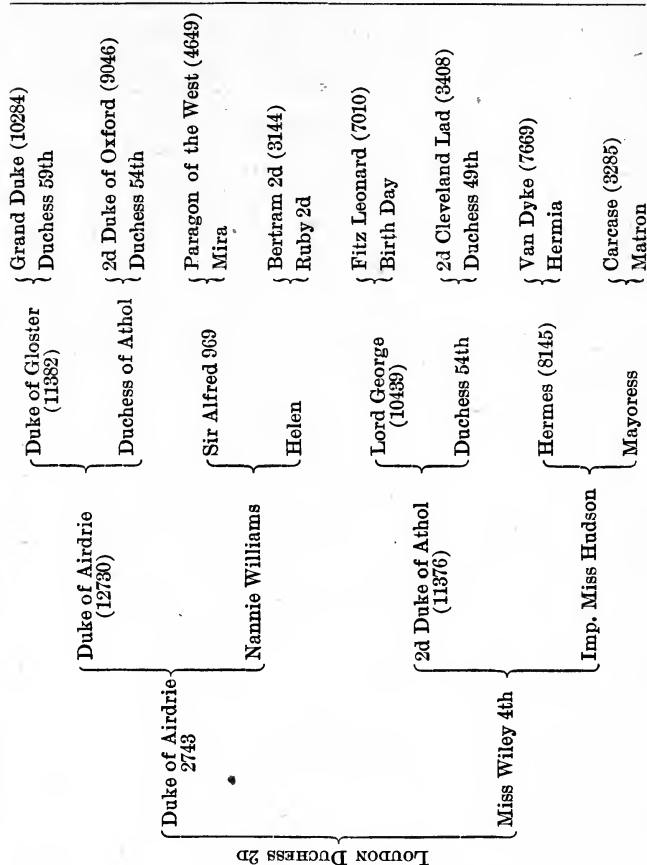 LOUDON DUCHESS 2D
Duke of Airdrie
2743
Miss Wiley 4th
Duke of Airdrie
(12730)
Nannie Williams
2d Duke of Athol
(11376)
Imp. Miss Hudson
Duke of Gloster
(11382)
Duchess of Athol
Sir Alfred 969
Helen
Lord George
(10439)
Duchess 54th
Hermes (8145)
Mayoress
Grand Duke (10284)
Duchess 59th
2d Duke of Oxford (9046)
Duchess 54th
Paragon of the West (4649)
Mira
Bertram 2d (3144)
Ruby 2d
Fitz Leonard (7010)
Birth Day
2d Cleveland Lad (3408)
Duchess 49th
Van Dyke (7669)
Hermia
Carcase (3285)
Matron